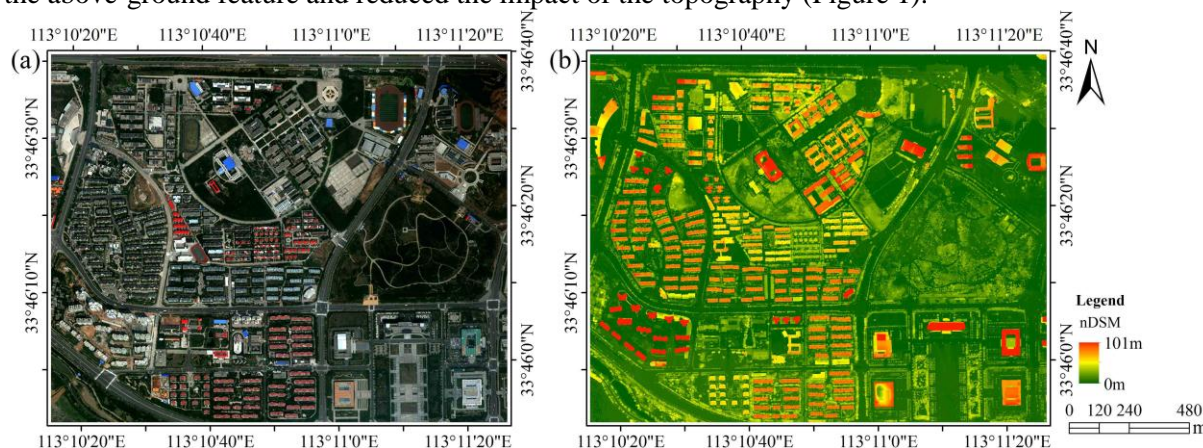 the above-ground feature and reduced the impact of the topography (Figure 1).
113°10'20"E 113°10'40"E 113°11'0"E 113°11'20"E
113°10'20"E 113°10'40"E 113°11'0"E 113°11'20"E
(a)
(b)
33°46'40"N
33°46'30"N
33°46'20"N
33°46'10"N
33°46'0"N
33°46'40"N
33°46'30"N
33°46'20"N
33°46'10"N
33°46'0"N
N
Legend
nDSM
101m
0m
0 120 240 480
113°10'20"E 113°10'40"E 113°11'0"E 113°11'20"E
113°10'20"E 113°10'40"E 113°11'0"E 113°11'20"E